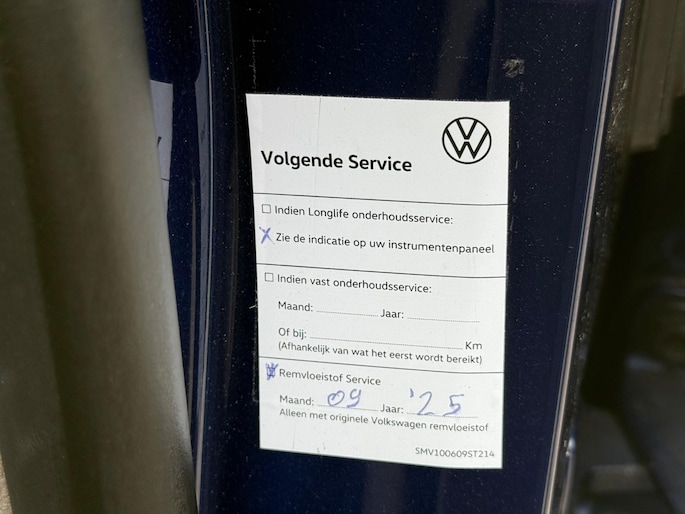 Volgende Service
☐ Indien Longlife onderhoudsservice:
X Zie de indicatie op uw instrumentenpaneel
☐ Indien vast onderhoudsservice:
Maand: Jaar:
Of bij: Km
(Afhankelijk van wat het eerst wordt bereikt)
Remvloeistof Service
Maand: 09 Jaar: '25
Alleen met originele Volkswagen remvloeistof
SMV100609ST214